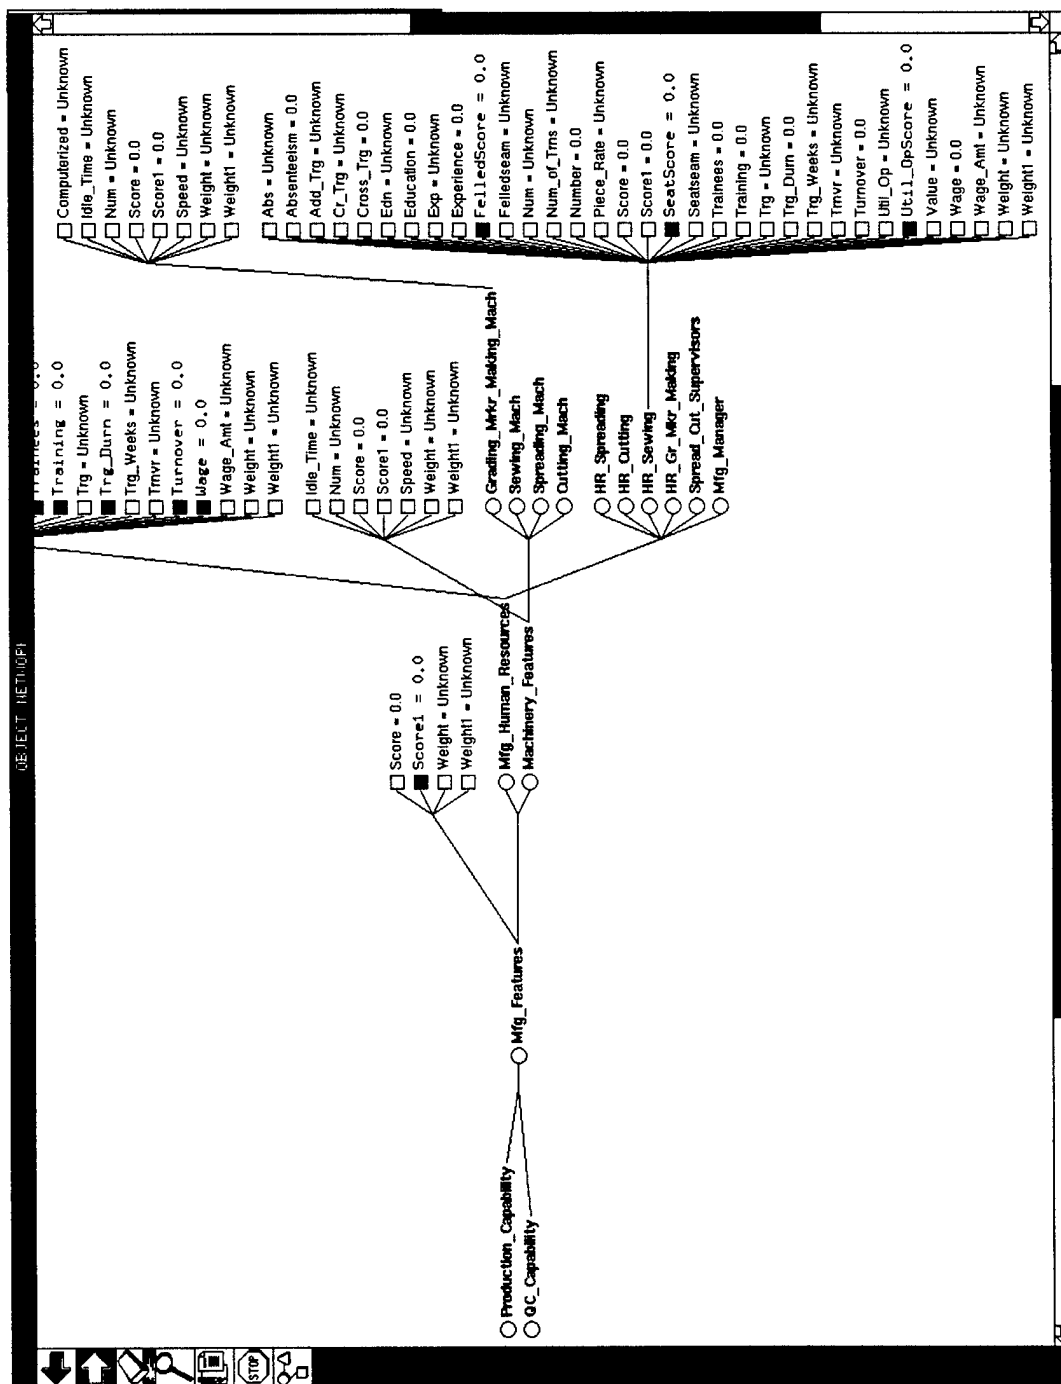 OBJECT NETWORK
STOP
Production_Capability
QC_Capability
Mfg_Features
Score = 0.0
Score1 = 0.0
Weight = Unknown
Weight1 = Unknown
Mfg_Human_Resources
Machinery_Features
Trainees = 0.0
Training = 0.0
Trg = Unknown
Trg_Durn = 0.0
Trg_Weeks = Unknown
Trnvr = Unknown
Turnover = 0.0
Wage = 0.0
Wage_Amt = Unknown
Weight = Unknown
Weight1 = Unknown
Idle_Time = Unknown
Num = Unknown
Score = 0.0
Score1 = 0.0
Speed = Unknown
Weight = Unknown
Weight1 = Unknown
Grading_Mrkr_Making_Mach
Sewing_Mach
Spreading_Mach
Cutting_Mach
HR_Spreading
HR_Cutting
HR_Sewing
HR_Gr_Mkr_Making
Spread_Cut_Supervisors
Mfg_Manager
Computerized = Unknown
Idle_Time = Unknown
Num = Unknown
Score = 0.0
Score1 = 0.0
Speed = Unknown
Weight = Unknown
Weight1 = Unknown
Abs = Unknown
Absenteeism = 0.0
Add_Trg = Unknown
Cr_Trg = Unknown
Cross_Trg = 0.0
Edn = Unknown
Education = 0.0
Exp = Unknown
Experience = 0.0
FelledScore = 0.0
Felledseam = Unknown
Num = Unknown
Num_of_Trns = Unknown
Number = 0.0
Piece_Rate = Unknown
Score = 0.0
Score1 = 0.0
SeatScore = 0.0
Seatseam = Unknown
Trainees = 0.0
Training = 0.0
Trg = Unknown
Trg_Durn = 0.0
Trg_Weeks = Unknown
Trnvr = Unknown
Turnover = 0.0
Util_Op = Unknown
Util_OpScore = 0.0
Value = Unknown
Wage = 0.0
Wage_Amt = Unknown
Weight = Unknown
Weight1 = Unknown